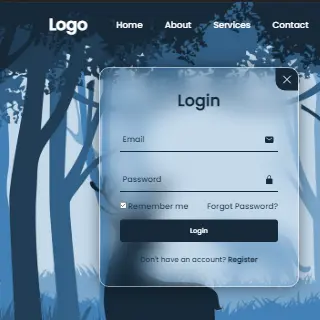 Logo Home About Services Contact
Login
Email
Password
Remember me Forgot Password?
Login
Don't have an account? Register